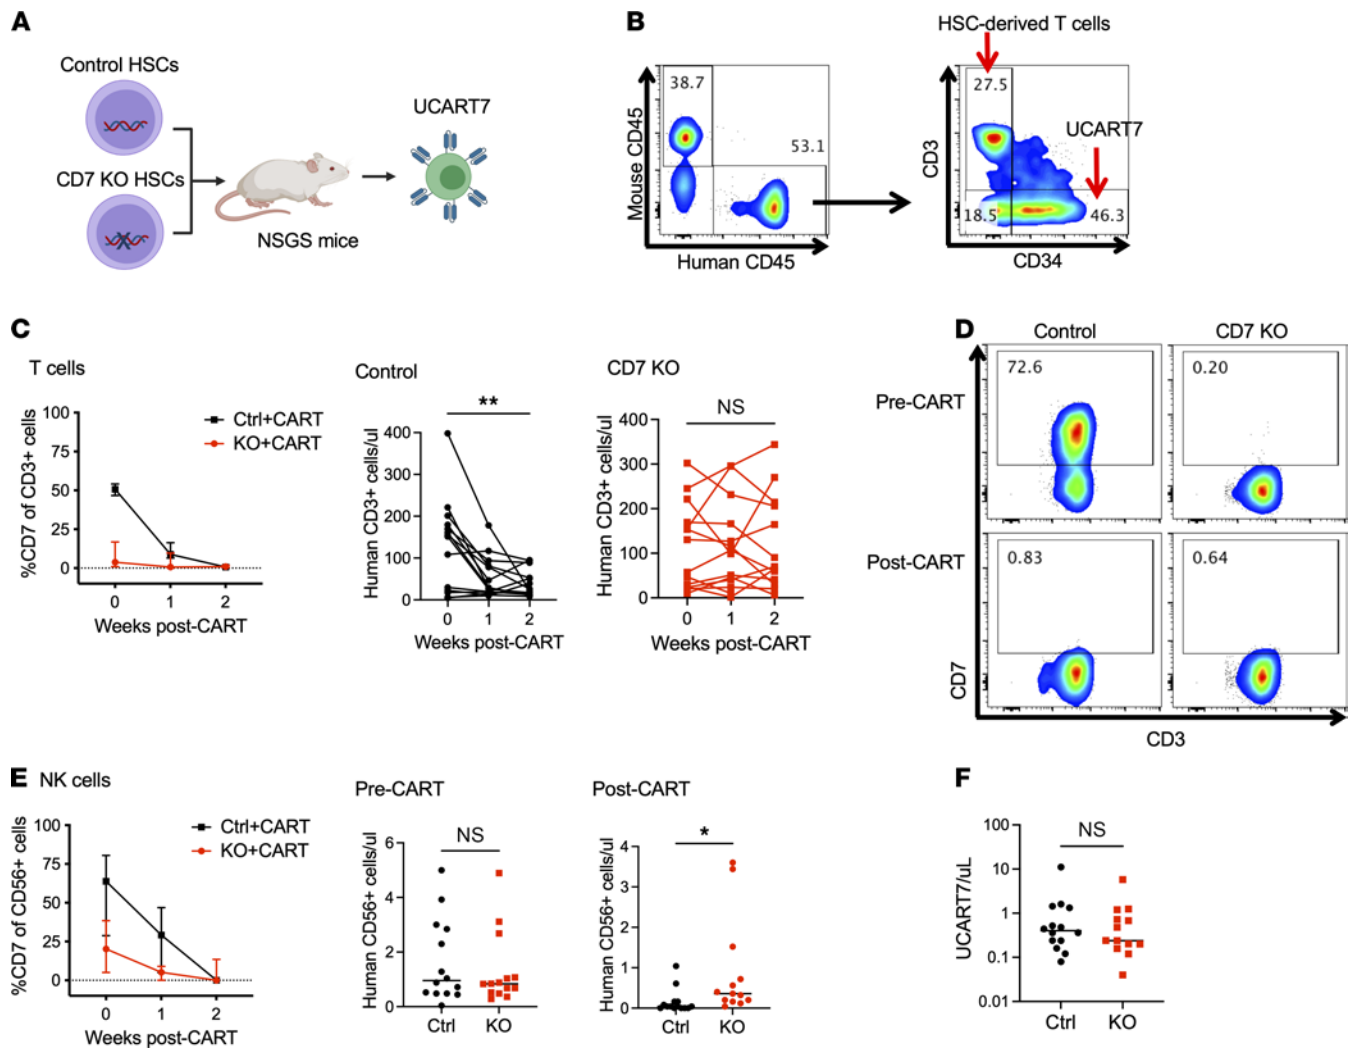 A
Control HSCs
CD7 KO HSCs
NSGS mice
UCART7
B
Mouse CD45
38.7
53.1
Human CD45
HSC-derived T cells
27.5
UCART7
CD3
18.5
46.3
CD34
C
T cells
%CD7 of CD3+ cells
100
75
50
25
0
Ctrl+CART
KO+CART
0 1 2
Weeks post-CART
Control
**
Human CD3+ cells/ul
400
300
200
100
0
0 1 2
Weeks post-CART
CD7 KO
NS
Human CD3+ cells/ul
400
300
200
100
0
0 1 2
Weeks post-CART
D
Control CD7 KO
Pre-CART
72.6
0.20
Post-CART
0.83
0.64
CD7
CD3
E
NK cells
%CD7 of CD56+ cells
100
75
50
25
0
Ctrl+CART
KO+CART
0 1 2
Weeks post-CART
Pre-CART
NS
Human CD56+ cells/ul
6
4
2
0
Ctrl KO
Post-CART
*
Human CD56+ cells/ul
4
3
2
1
0
Ctrl KO
F
NS
UCART7/uL
100
10
1
0.1
0.01
Ctrl KO